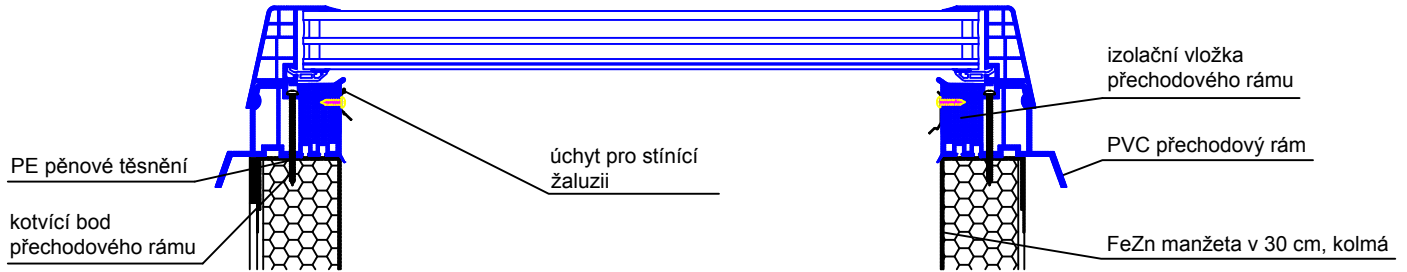 PE pěnové těsnění
kotvící bod
přechodového rámu
úchyt pro stínící
žaluzii
izolační vložka
přechodového rámu
PVC přechodový rám
FeZn manžeta v 30 cm, kolmá